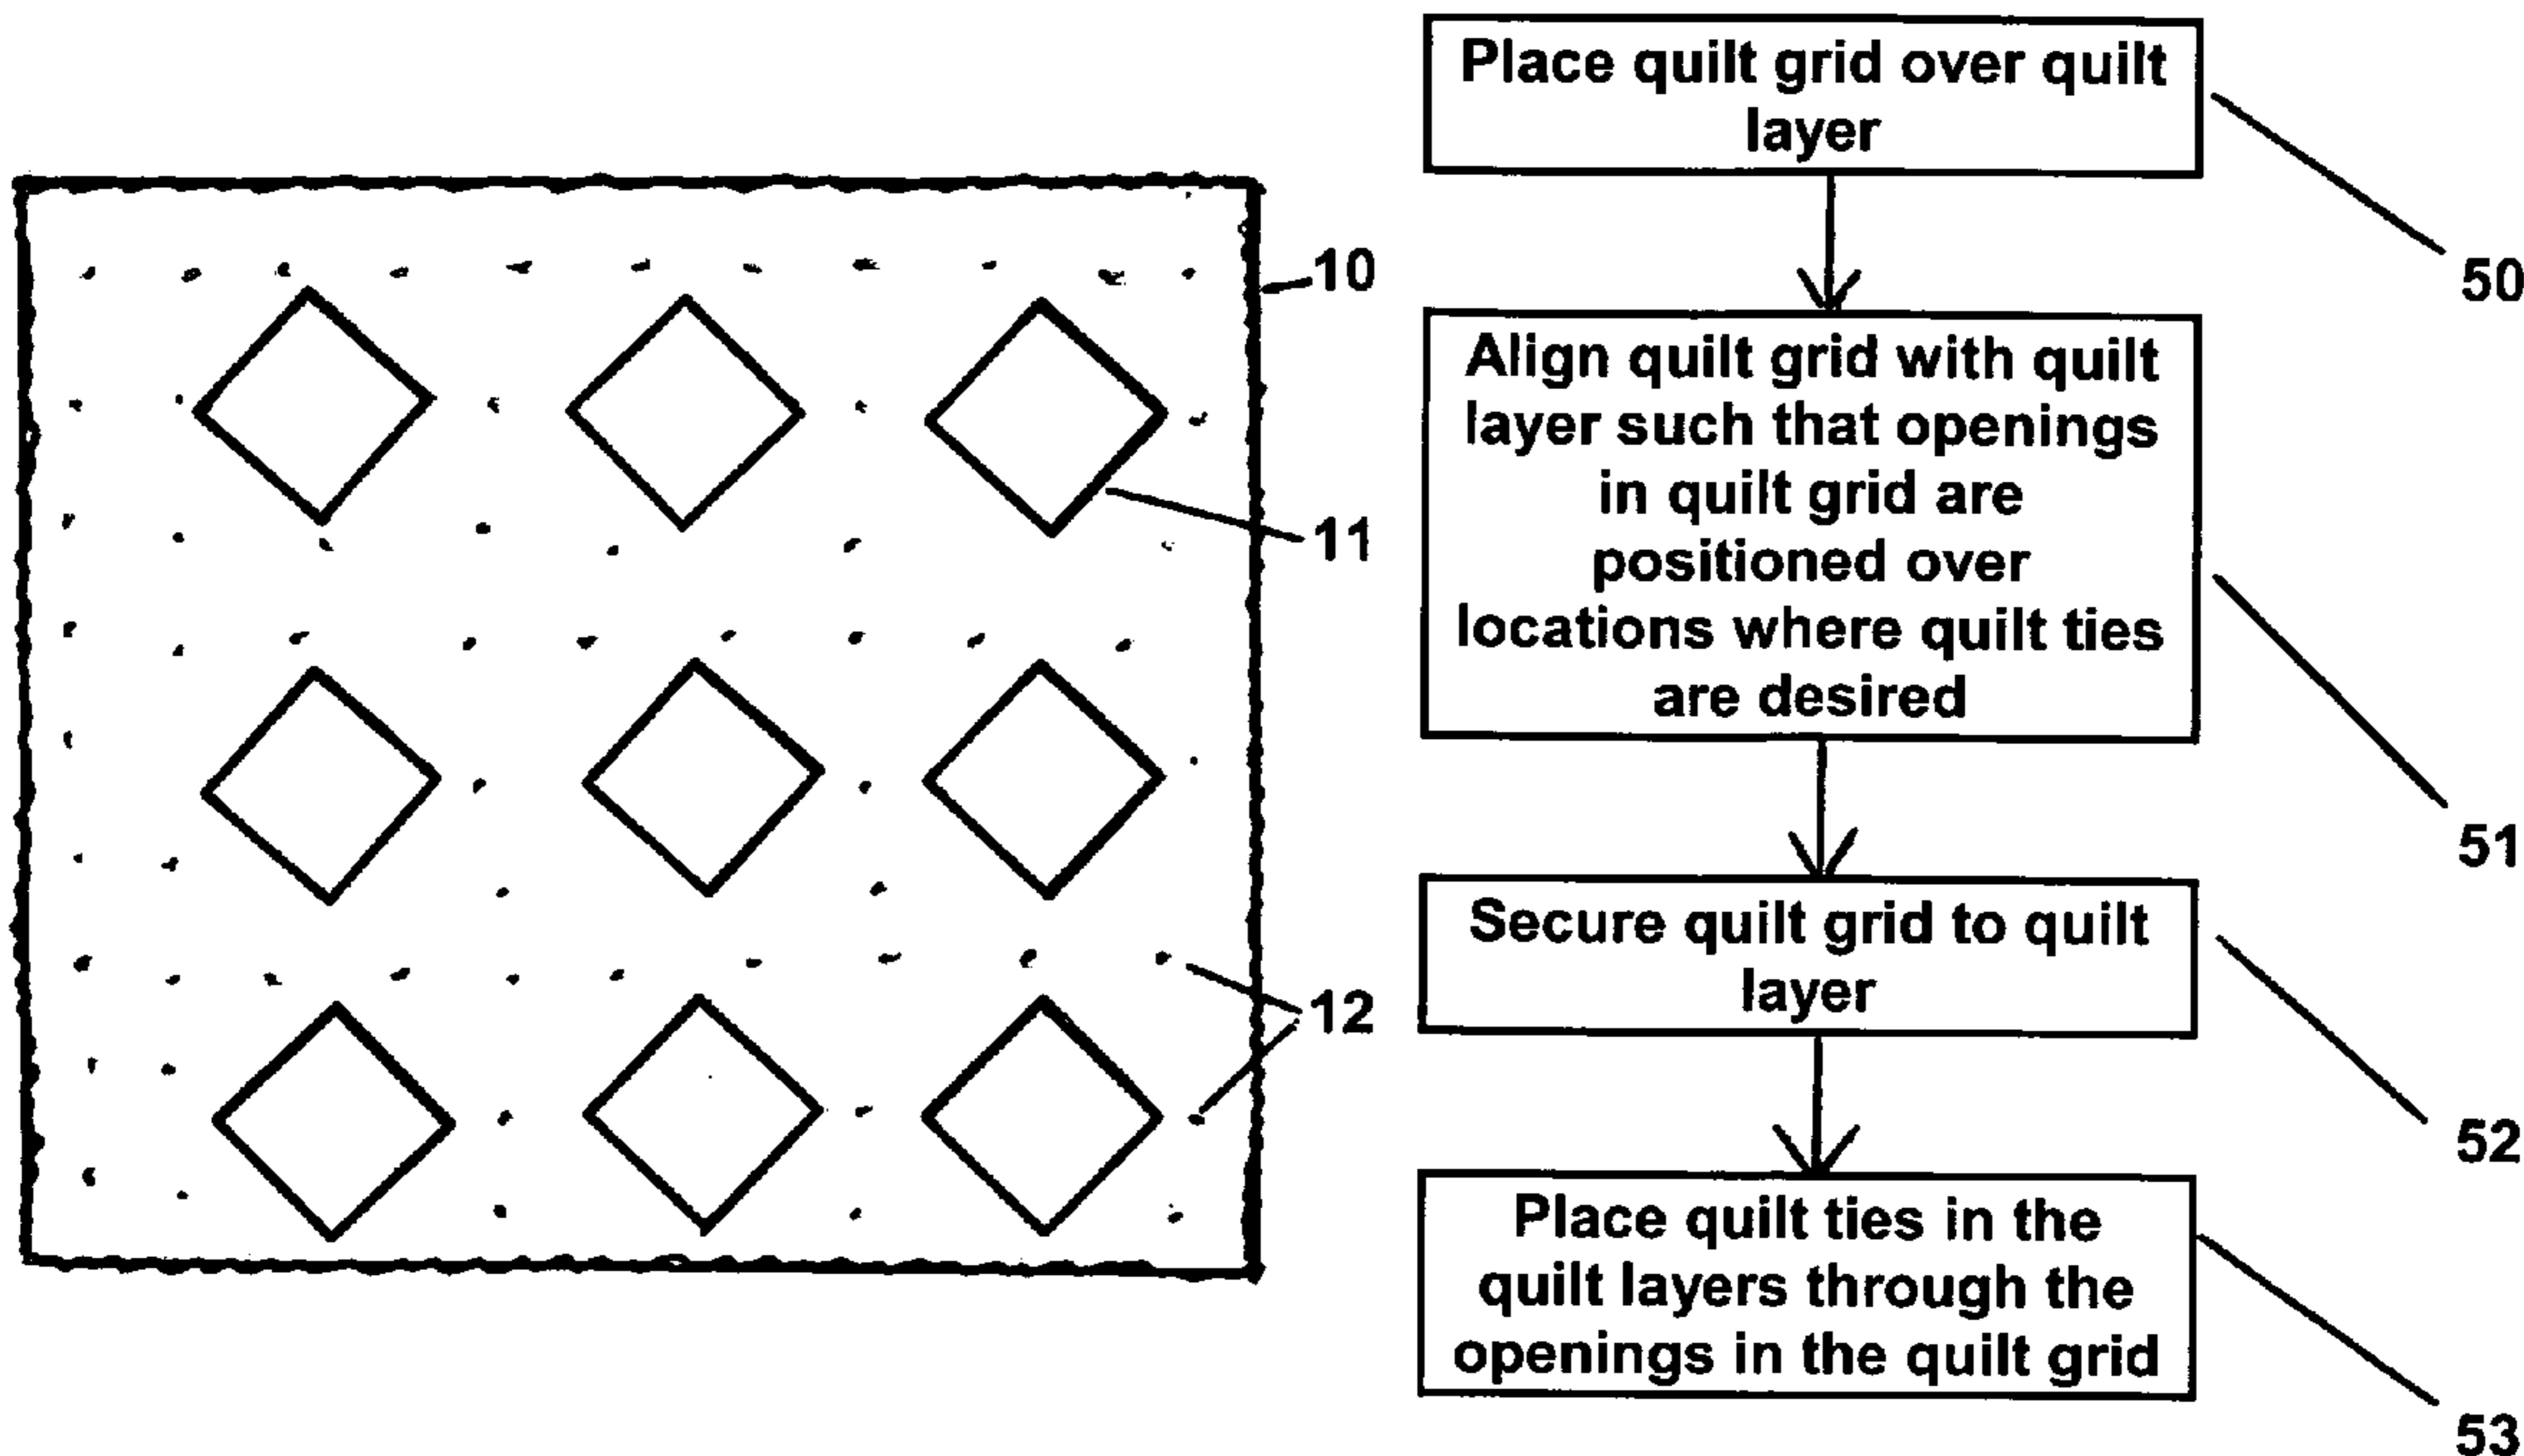 10
11
12
Place quilt grid over quilt
layer
50
Align quilt grid with quilt
layer such that openings
in quilt grid are
positioned over
locations where quilt ties
are desired
51
Secure quilt grid to quilt
layer
52
Place quilt ties in the
quilt layers through the
openings in the quilt grid
53